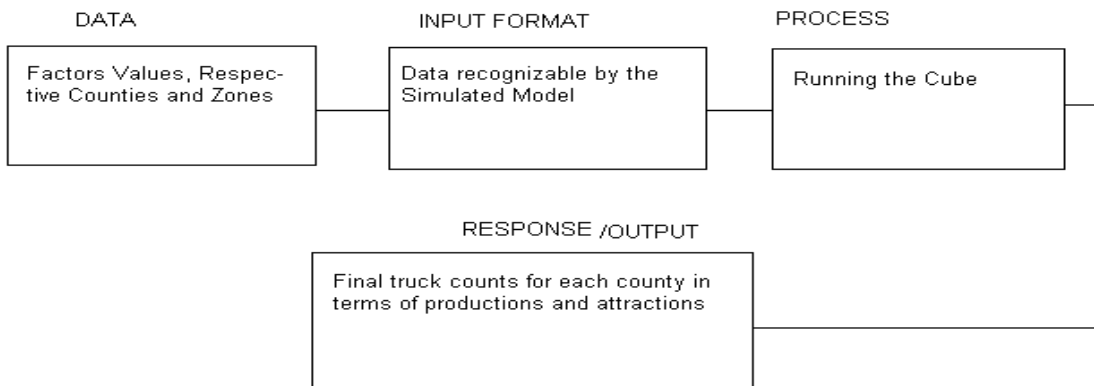 DATA
INPUT FORMAT
PROCESS
Factors Values, Respec-
tive Counties and Zones
Data recognizable by the
Simulated Model
Running the Cube
RESPONSE /OUTPUT
Final truck counts for each county in
terms of productions and attractions